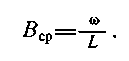 B_ср = ω/L .